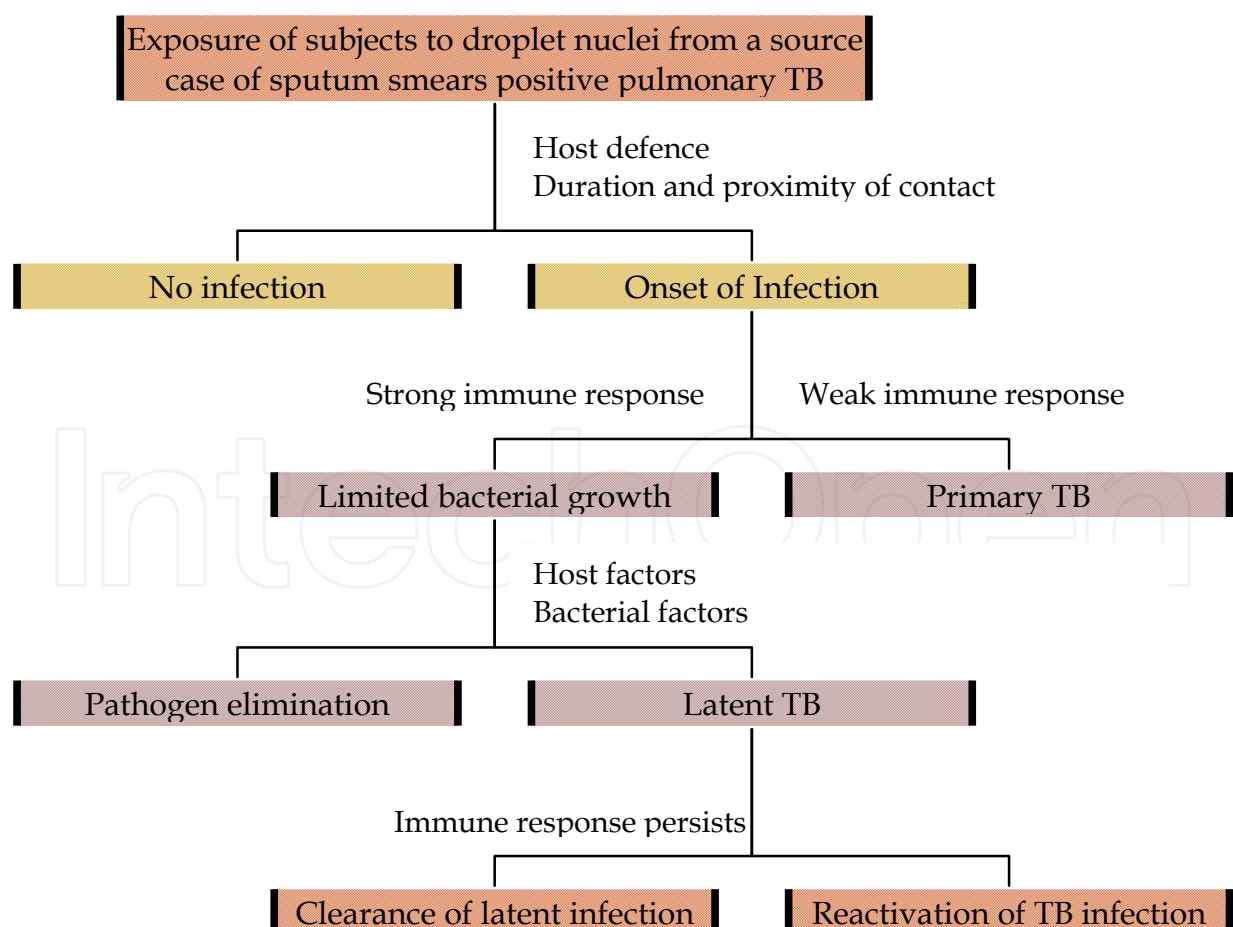 Exposure of subjects to droplet nuclei from a source
case of sputum smears positive pulmonary TB
Host defence
Duration and proximity of contact
No infection
Onset of Infection
Strong immune response
Weak immune response
IntechOpen
Limited bacterial growth
Primary TB
Host factors
Bacterial factors
Pathogen elimination
Latent TB
Immune response persists
Clearance of latent infection
Reactivation of TB infection